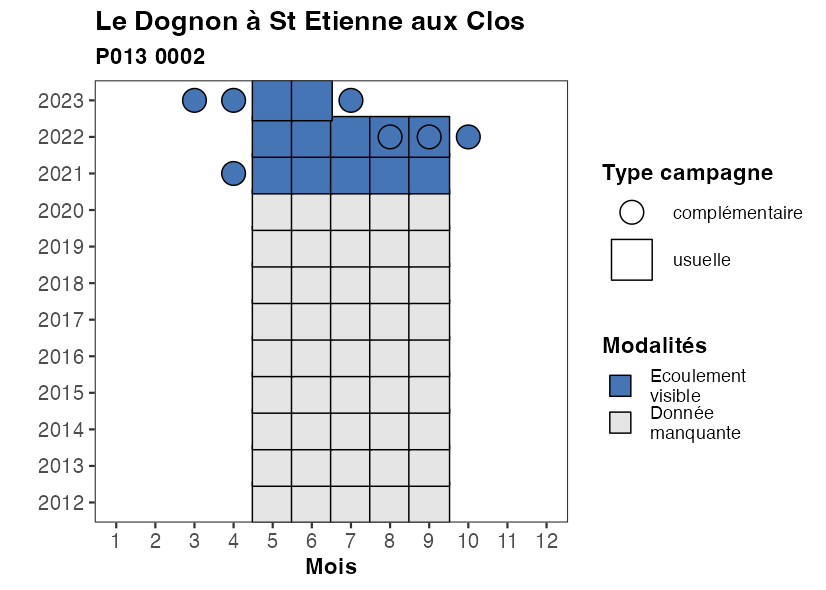 Le Dognon à St Etienne aux Clos
P013 0002
2023
2022
2021
2020
2019
2018
2017
2016
2015
2014
2013
2012
1 2 3 4 5 6 7 8 9 10 11 12
Mois
Type campagne
complémentaire
usuelle
Modalités
Ecoulement
visible
Donnée
manquante